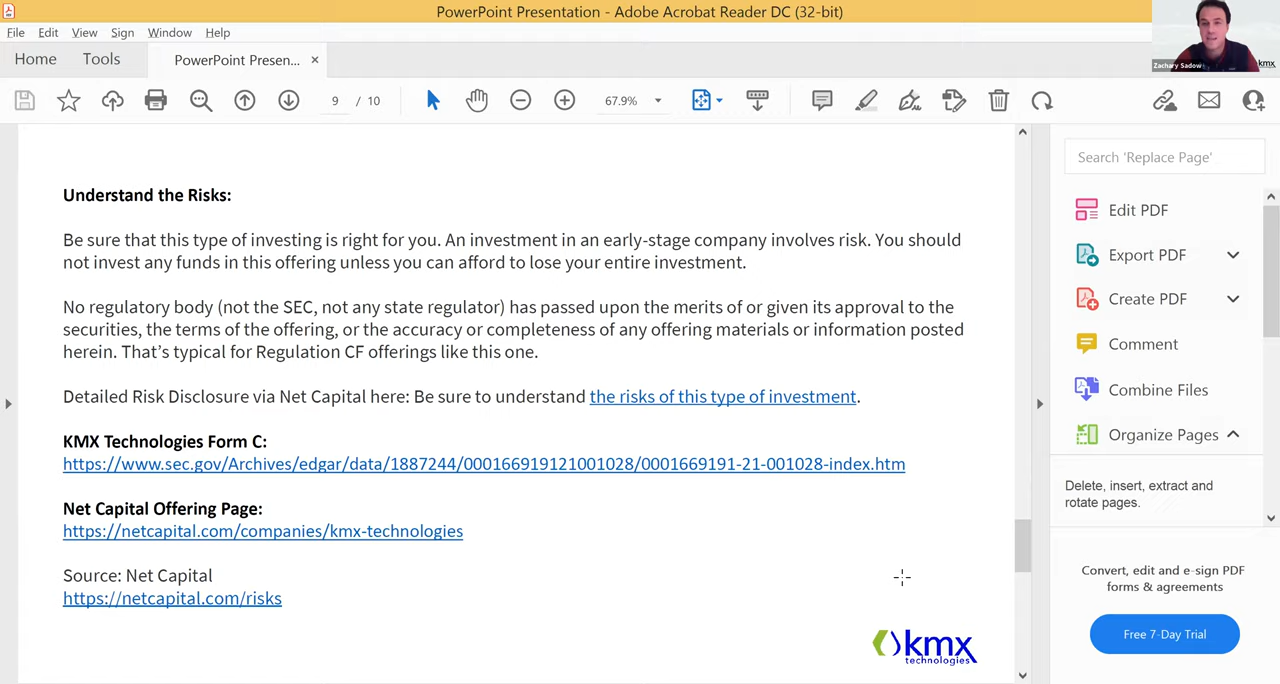 PowerPoint Presentation - Adobe Acrobat Reader DC (32-bit)
File Edit View Sign Window Help
Home Tools PowerPoint Presen... ×
9 / 10 67.9%
Zachary Sadow kmx
Understand the Risks:
Be sure that this type of investing is right for you. An investment in an early-stage company involves risk. You should
not invest any funds in this offering unless you can afford to lose your entire investment.
No regulatory body (not the SEC, not any state regulator) has passed upon the merits of or given its approval to the
securities, the terms of the offering, or the accuracy or completeness of any offering materials or information posted
herein. That's typical for Regulation CF offerings like this one.
Detailed Risk Disclosure via Net Capital here: Be sure to understand the risks of this type of investment.
KMX Technologies Form C:
https://www.sec.gov/Archives/edgar/data/1887244/000166919121001028/0001669191-21-001028-index.htm
Net Capital Offering Page:
https://netcapital.com/companies/kmx-technologies
Source: Net Capital
https://netcapital.com/risks
kmx
technologies
Search 'Replace Page'
Edit PDF
Export PDF
Create PDF
Comment
Combine Files
Organize Pages
Delete, insert, extract and
rotate pages.
Convert, edit and e-sign PDF
forms & agreements
Free 7-Day Trial